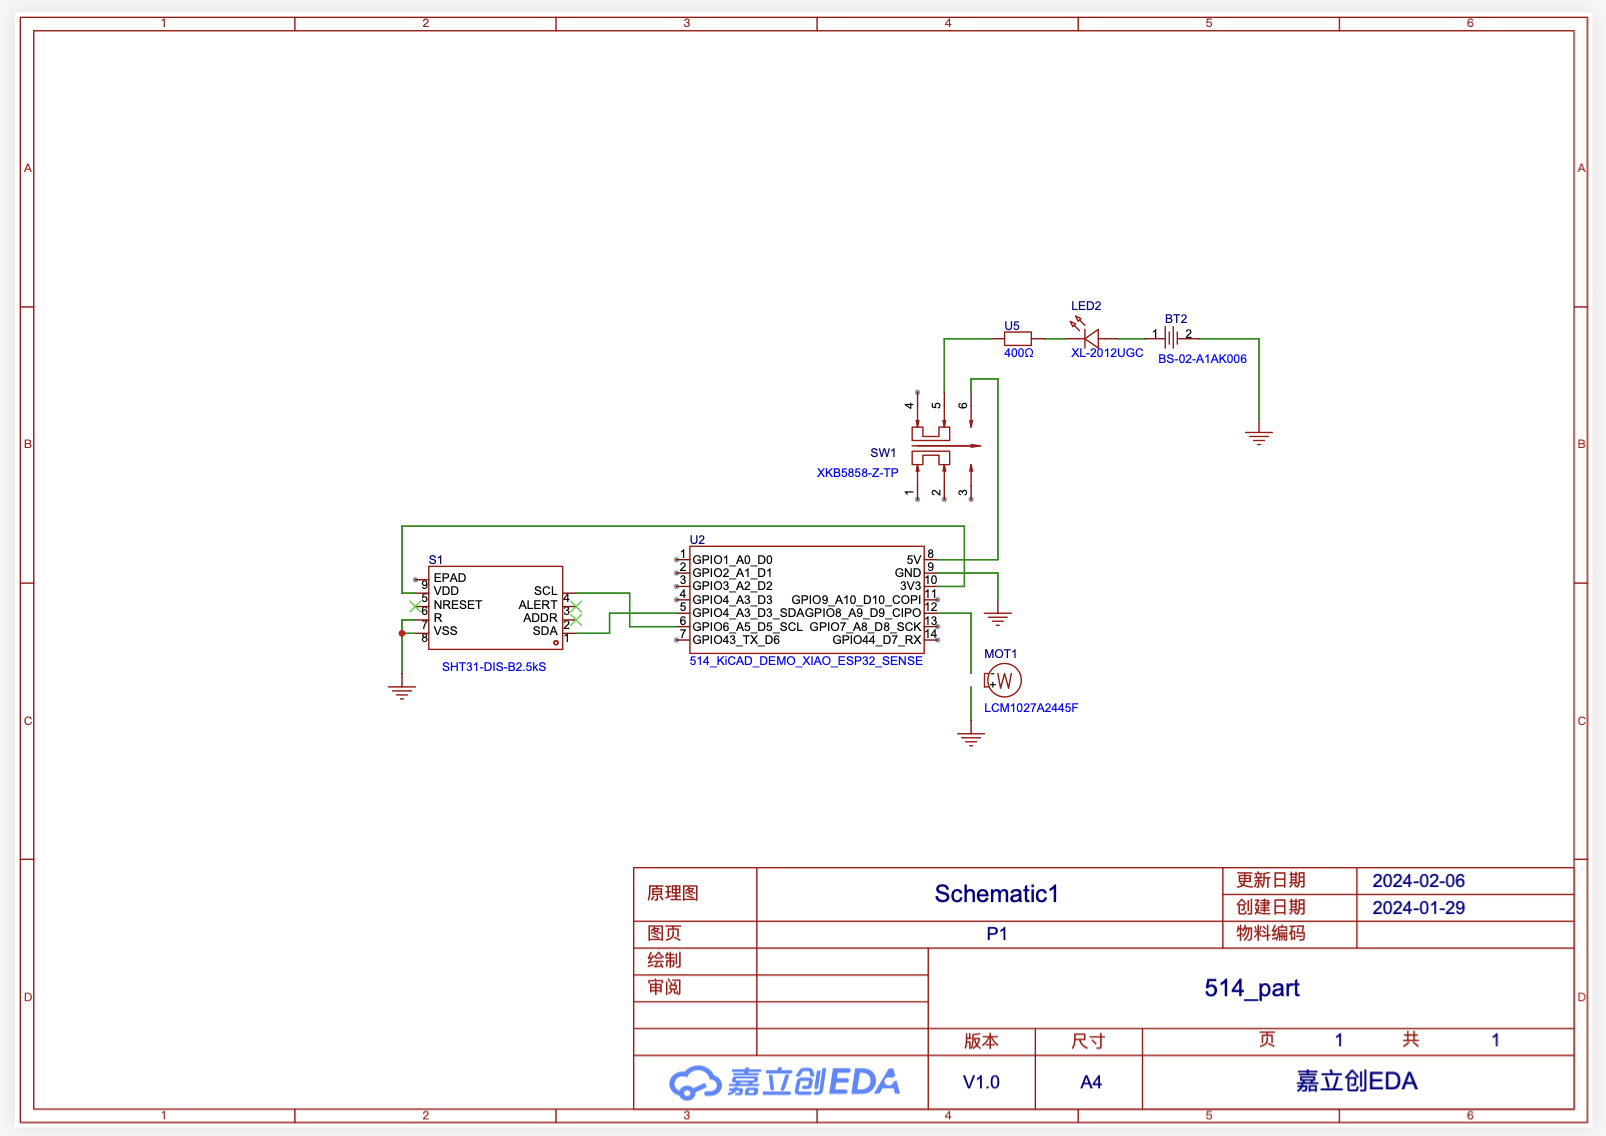 1 2 3 4 5 6
A A
LED2
U5
BT2
1 2
400Ω
XL-2012UGC
BS-02-A1AK006
4 5 6
B B
SW1
XKB5858-Z-TP
1 2 3
U2
S1
1 GPIO1_A0_D0 5V 8
2 GPIO2_A1_D1 GND 9
3 GPIO3_A2_D2 3V3 10
4 GPIO4_A3_D3 GPIO9_A10_D10_COPI 11
5 GPIO4_A3_D3_SDA GPIO8_A9_D9_CIPO 12
6 GPIO6_A5_D5_SCL GPIO7_A8_D8_SCK 13
7 GPIO43_TX_D6 GPIO44_D7_RX 14
514_KiCAD_DEMO_XIAO_ESP32_SENSE
9 EPAD
5 VDD SCL 4
6 NRESET ALERT 3
7 R ADDR 2
8 VSS SDA 1
SHT31-DIS-B2.5kS
MOT1
- + W
LCM1027A2445F
C C
原理图 Schematic1 更新日期 2024-02-06
创建日期 2024-01-29
图页 P1 物料编码
绘制
审阅 514_part
D D
版本 尺寸 页 1 共 1
嘉立创EDA V1.0 A4 嘉立创EDA
1 2 3 4 5 6